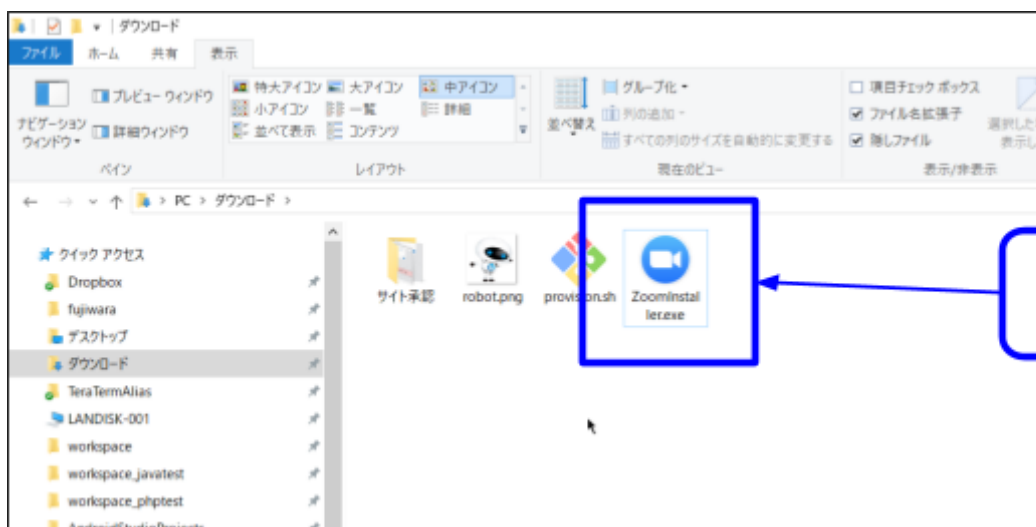 ダウンロード
ファイル ホーム 共有 表示
ナビゲーション
ウィンドウ
プレビュー ウィンドウ
詳細ウィンドウ
ペイン
特大アイコン 大アイコン 中アイコン
小アイコン 一覧 詳細
並べて表示 コンテンツ
レイアウト
並べ替え
グループ化
列の追加
すべての列のサイズを自動的に変更する
現在のビュー
項目チェック ボックス
ファイル名拡張子
隠しファイル
選択した
表示/非表示
PC > ダウンロード >
クイック アクセス
Dropbox
fujiwara
デスクトップ
ダウンロード
TeraTermAlias
LANDISK-001
workspace
workspace_javatest
workspace_phptest
サイト承認
robot.png
provision.sh
ZoomInstal
ler.exe